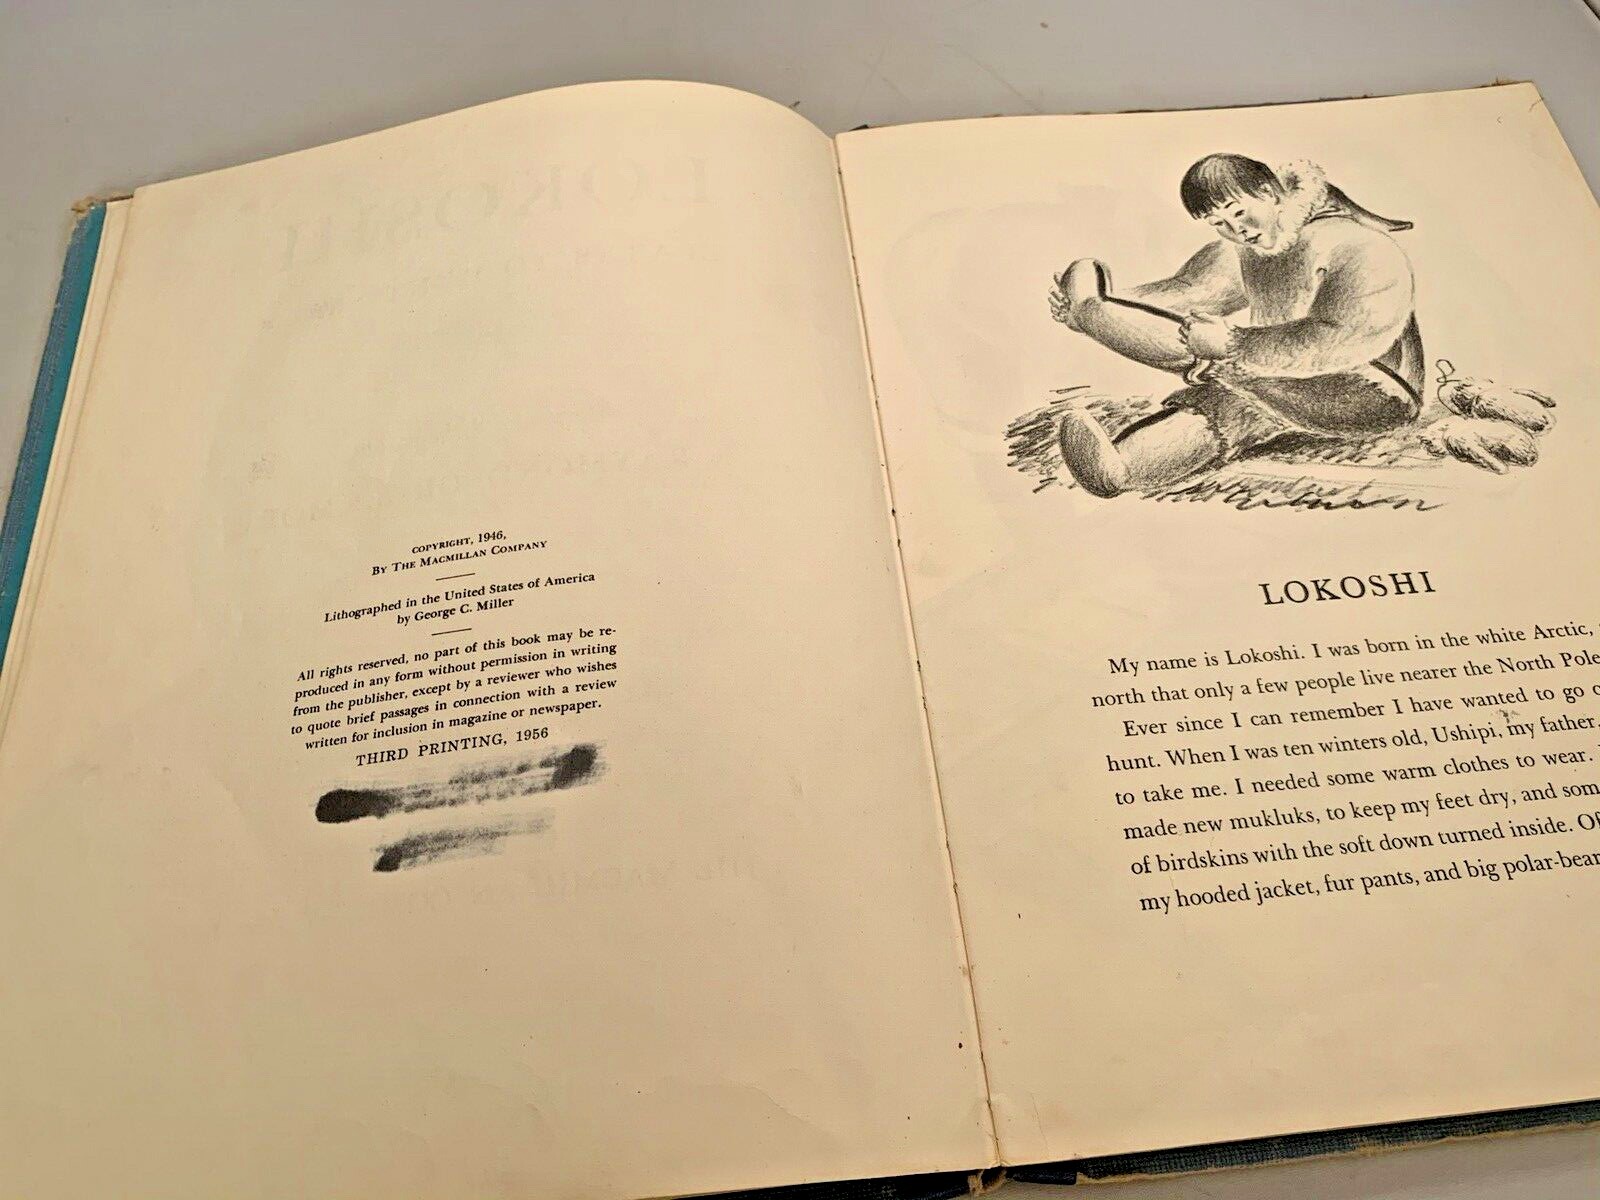 COPYRIGHT, 1946,
BY THE MACMILLAN COMPANY
Lithographed in the United States of America
by George C. Miller
All rights reserved, no part of this book may be re-
produced in any form without permission in writing
from the publisher, except by a reviewer who wishes
to quote brief passages in connection with a review
written for inclusion in magazine or newspaper.
THIRD PRINTING, 1956
LOKOSHI
My name is Lokoshi. I was born in the white Arctic,
north that only a few people live nearer the North Pole
Ever since I can remember I have wanted to go
hunt. When I was ten winters old, Ushipi, my father,
to take me. I needed some warm clothes to wear.
made new mukluks, to keep my feet dry, and som
of birdskins with the soft down turned inside. Of
my hooded jacket, fur pants, and big polar-bear